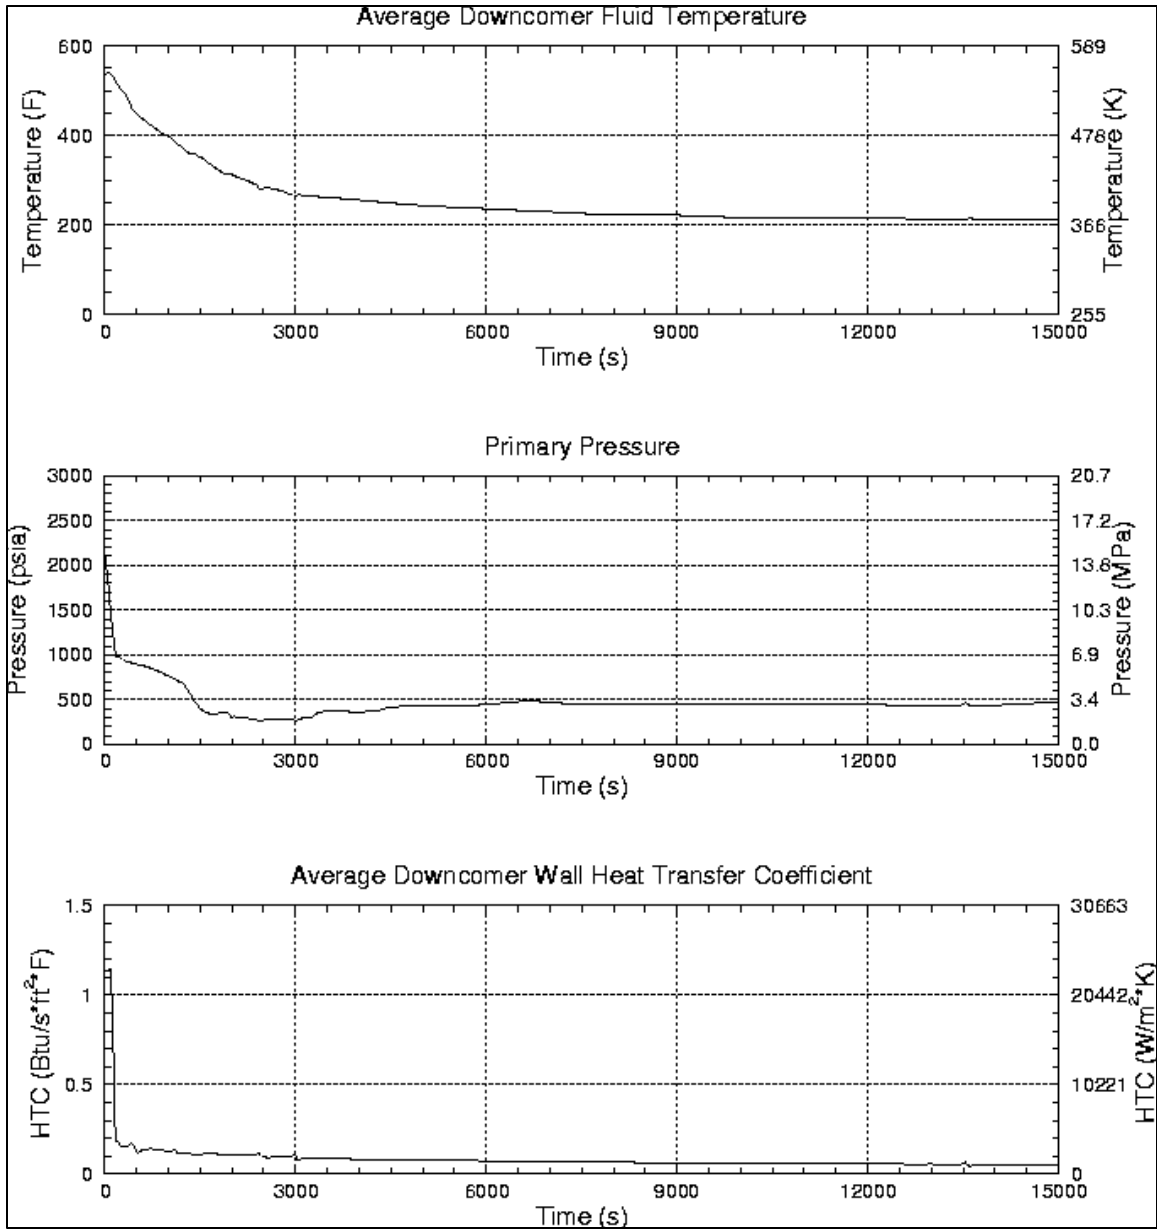 Average Downcomer Fluid Temperature
600 589
400 478
200 366
0 255
Temperature (F)
Temperature (K)
0 3000 6000 9000 12000 15000
Time (s)
Primary Pressure
3000 20.7
2500 17.2
2000 13.8
1500 10.3
1000 6.9
500 3.4
0 0.0
Pressure (psia)
Pressure (MPa)
0 3000 6000 9000 12000 15000
Time (s)
Average Downcomer Wall Heat Transfer Coefficient
1.5 30663
1 20442
0.5 10221
0 0
HTC (Btu/s*ft²*F)
HTC (W/m²*K)
0 3000 6000 9000 12000 15000
Time (s)